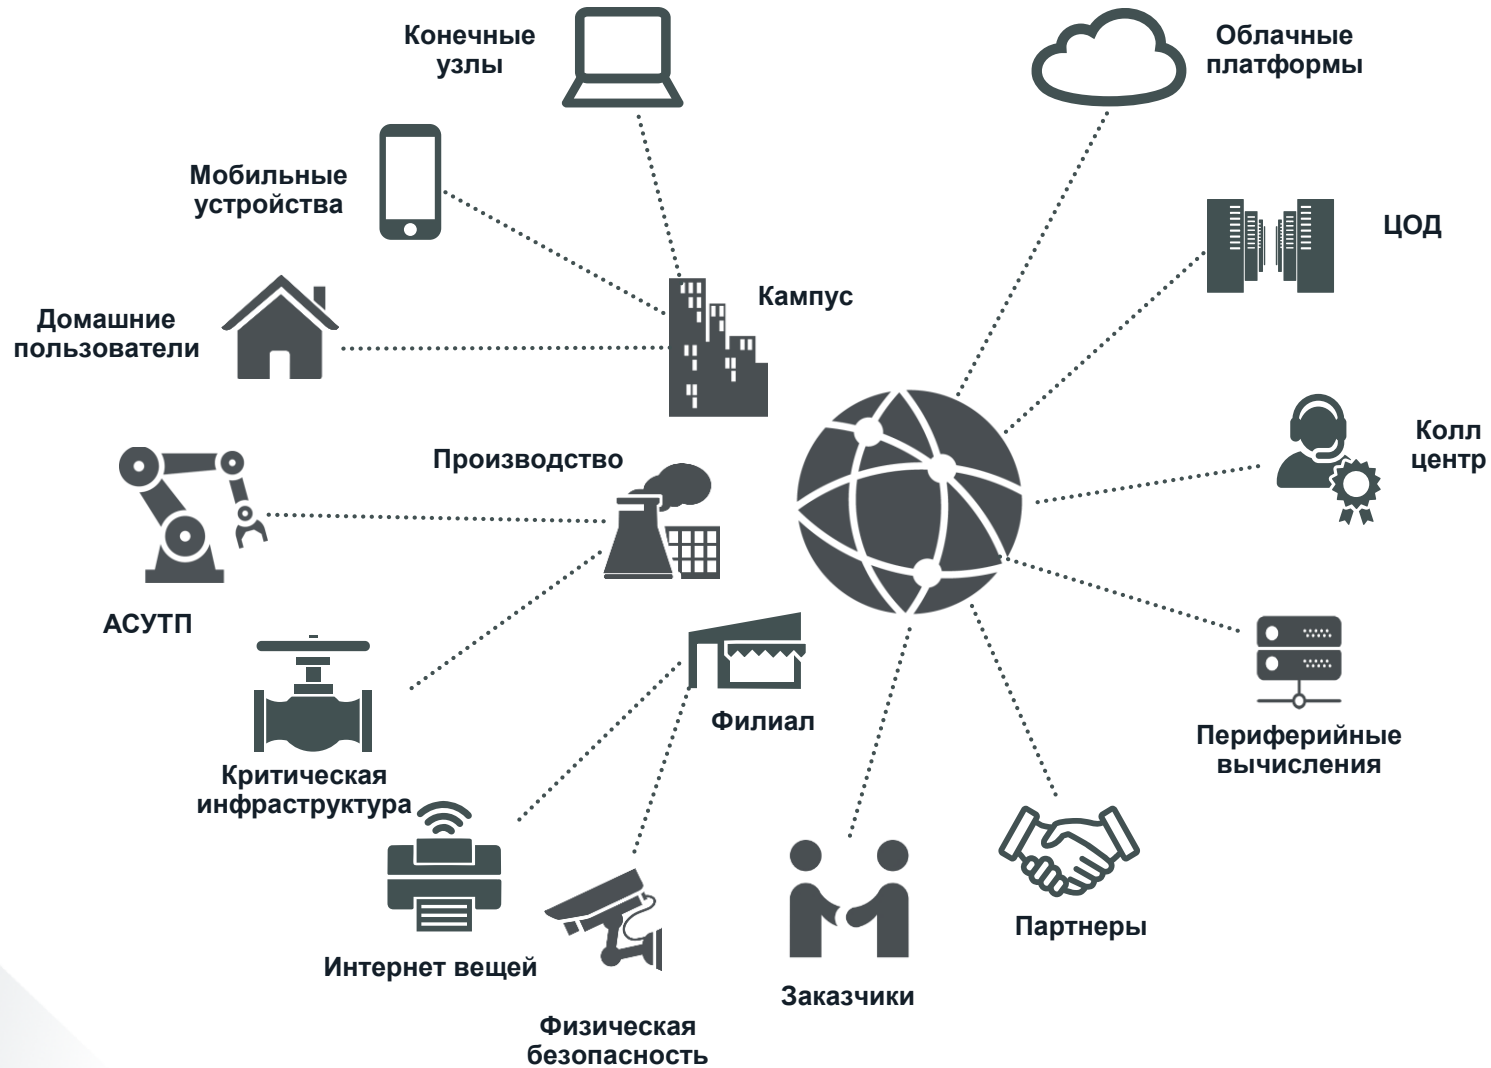 Конечные
узлы
Облачные
платформы
Мобильные
устройства
ЦОД
Кампус
Домашние
пользователи
Колл
центр
Производство
АСУТП
Филиал
Периферийные
вычисления
Критическая
инфраструктура
Партнеры
Интернет вещей
Заказчики
Физическая
безопасность